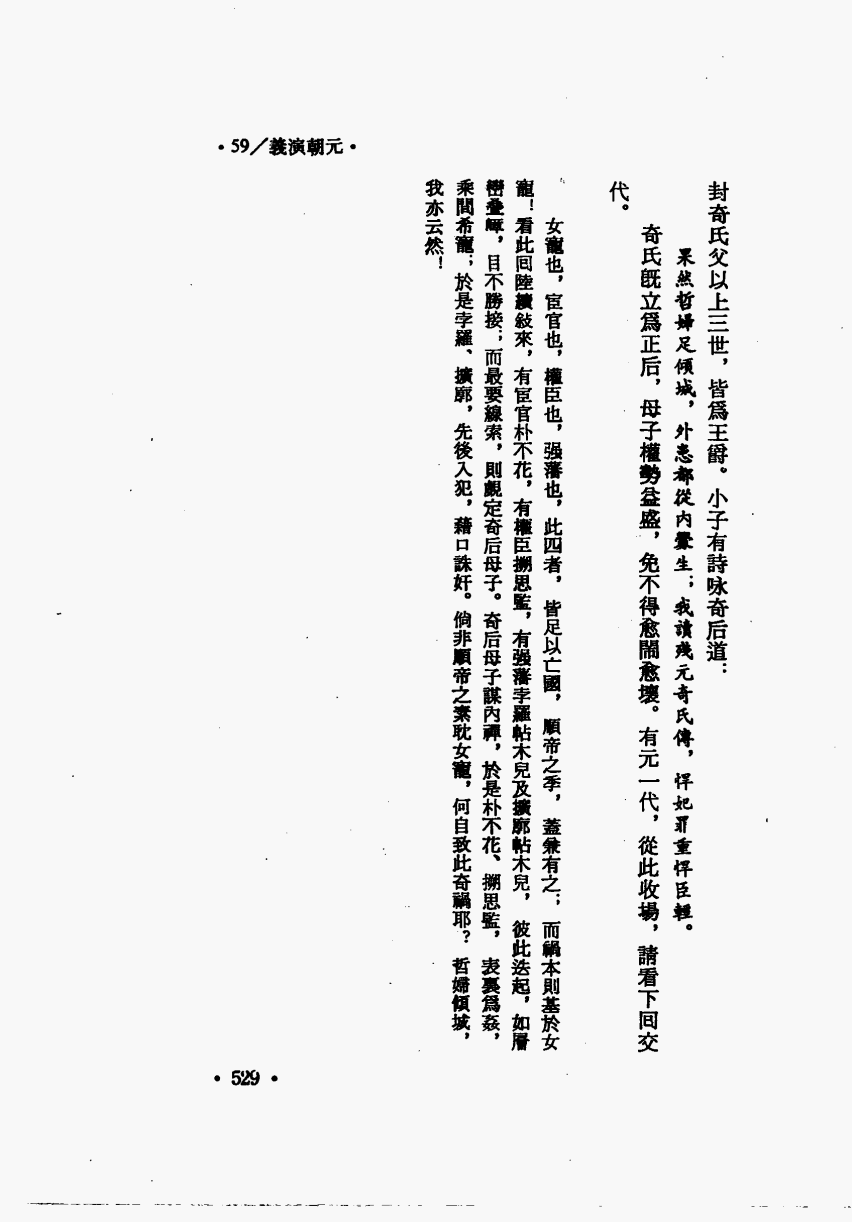 •59／義演朝元•
封奇氏父以上三世，皆爲王爵。小子有詩咏奇后道：
果然哲婦足傾城，外患都從內釁生；我讀殘元奇氏傳，悍妃罪重悍臣輕。
奇氏旣立爲正后，母子權勢益盛，免不得愈鬧愈壞。有元一代，從此收場，請看下囘交
代。
女寵也，宦官也，權臣也，强藩也，此四者，皆足以亡國，順帝之季，蓋兼有之；而禍本則基於女
寵！看此囘陸續敍來，有宦官朴不花，有權臣搠思監，有强藩孛羅帖木兒及擴廓帖木兒，彼此迭起，如層
巒疊嶂，目不勝接；而最要線索，則覷定奇后母子。奇后母子謀內禪，於是朴不花、搠思監，表裏爲姦，
乘間希寵；於是孛羅、擴廓，先後入犯，藉口誅奸。倘非順帝之素耽女寵，何自致此奇禍耶？哲婦傾城，
我亦云然！
•529•